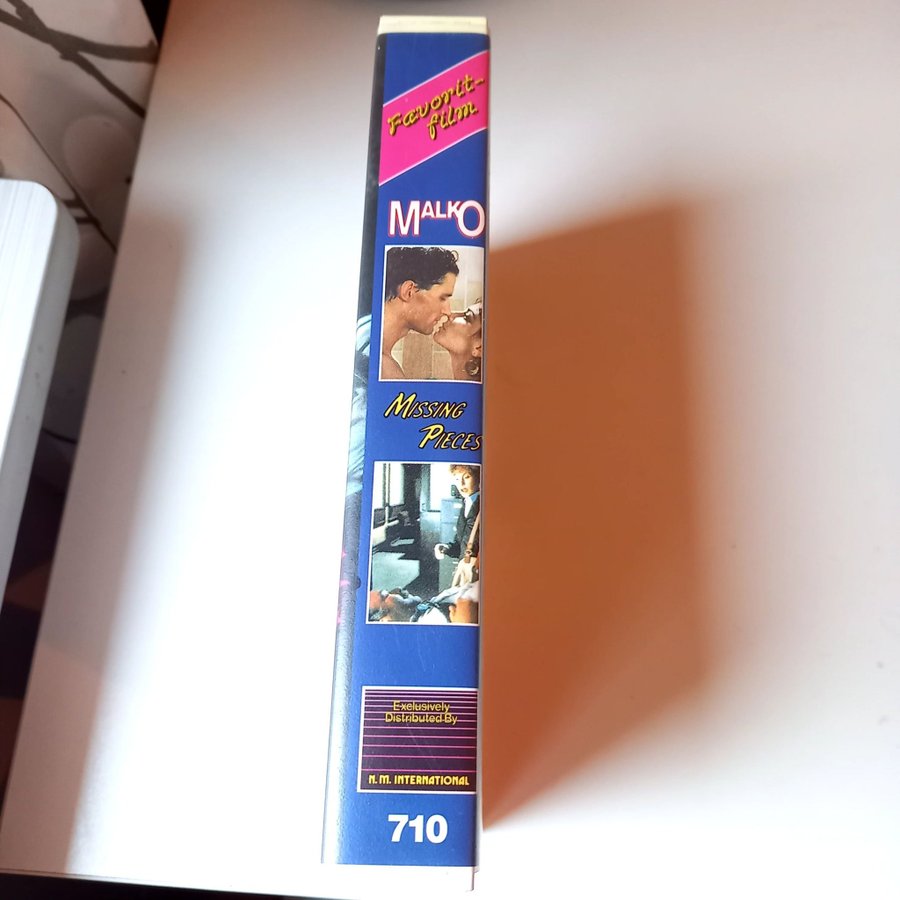 Favorit-
film
MALKO
MISSING
PIECES
Exclusively
Distributed By
N. M. INTERNATIONAL
710